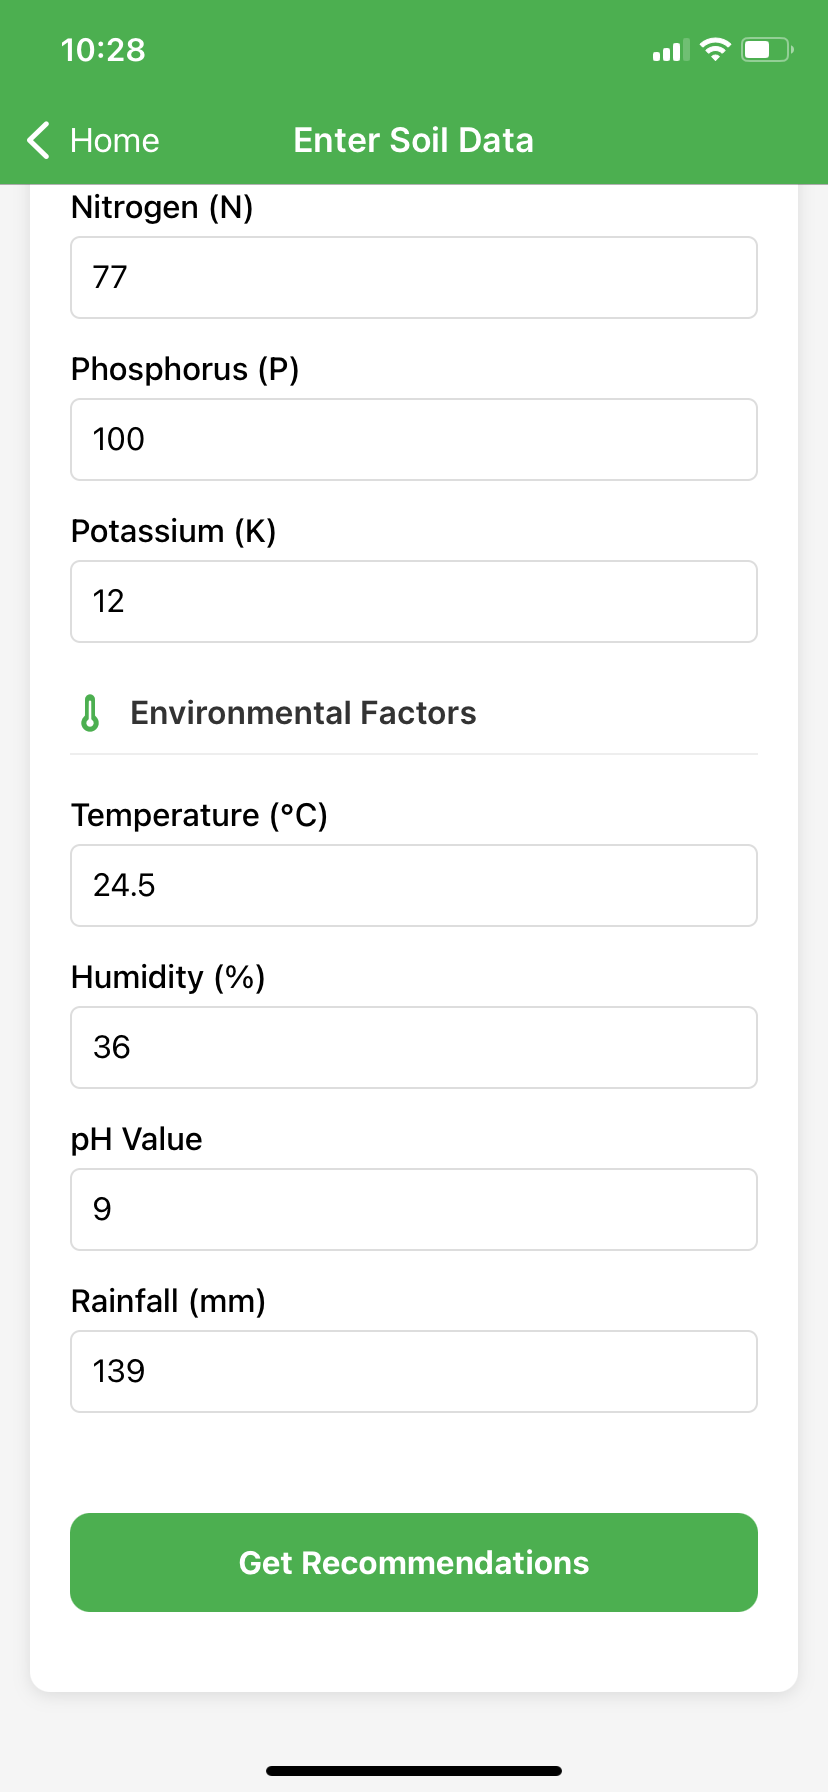 10:28
Home
Enter Soil Data
Nitrogen (N)
77
Phosphorus (P)
100
Potassium (K)
12
Environmental Factors
Temperature (°C)
24.5
Humidity (%)
36
pH Value
9
Rainfall (mm)
139
Get Recommendations